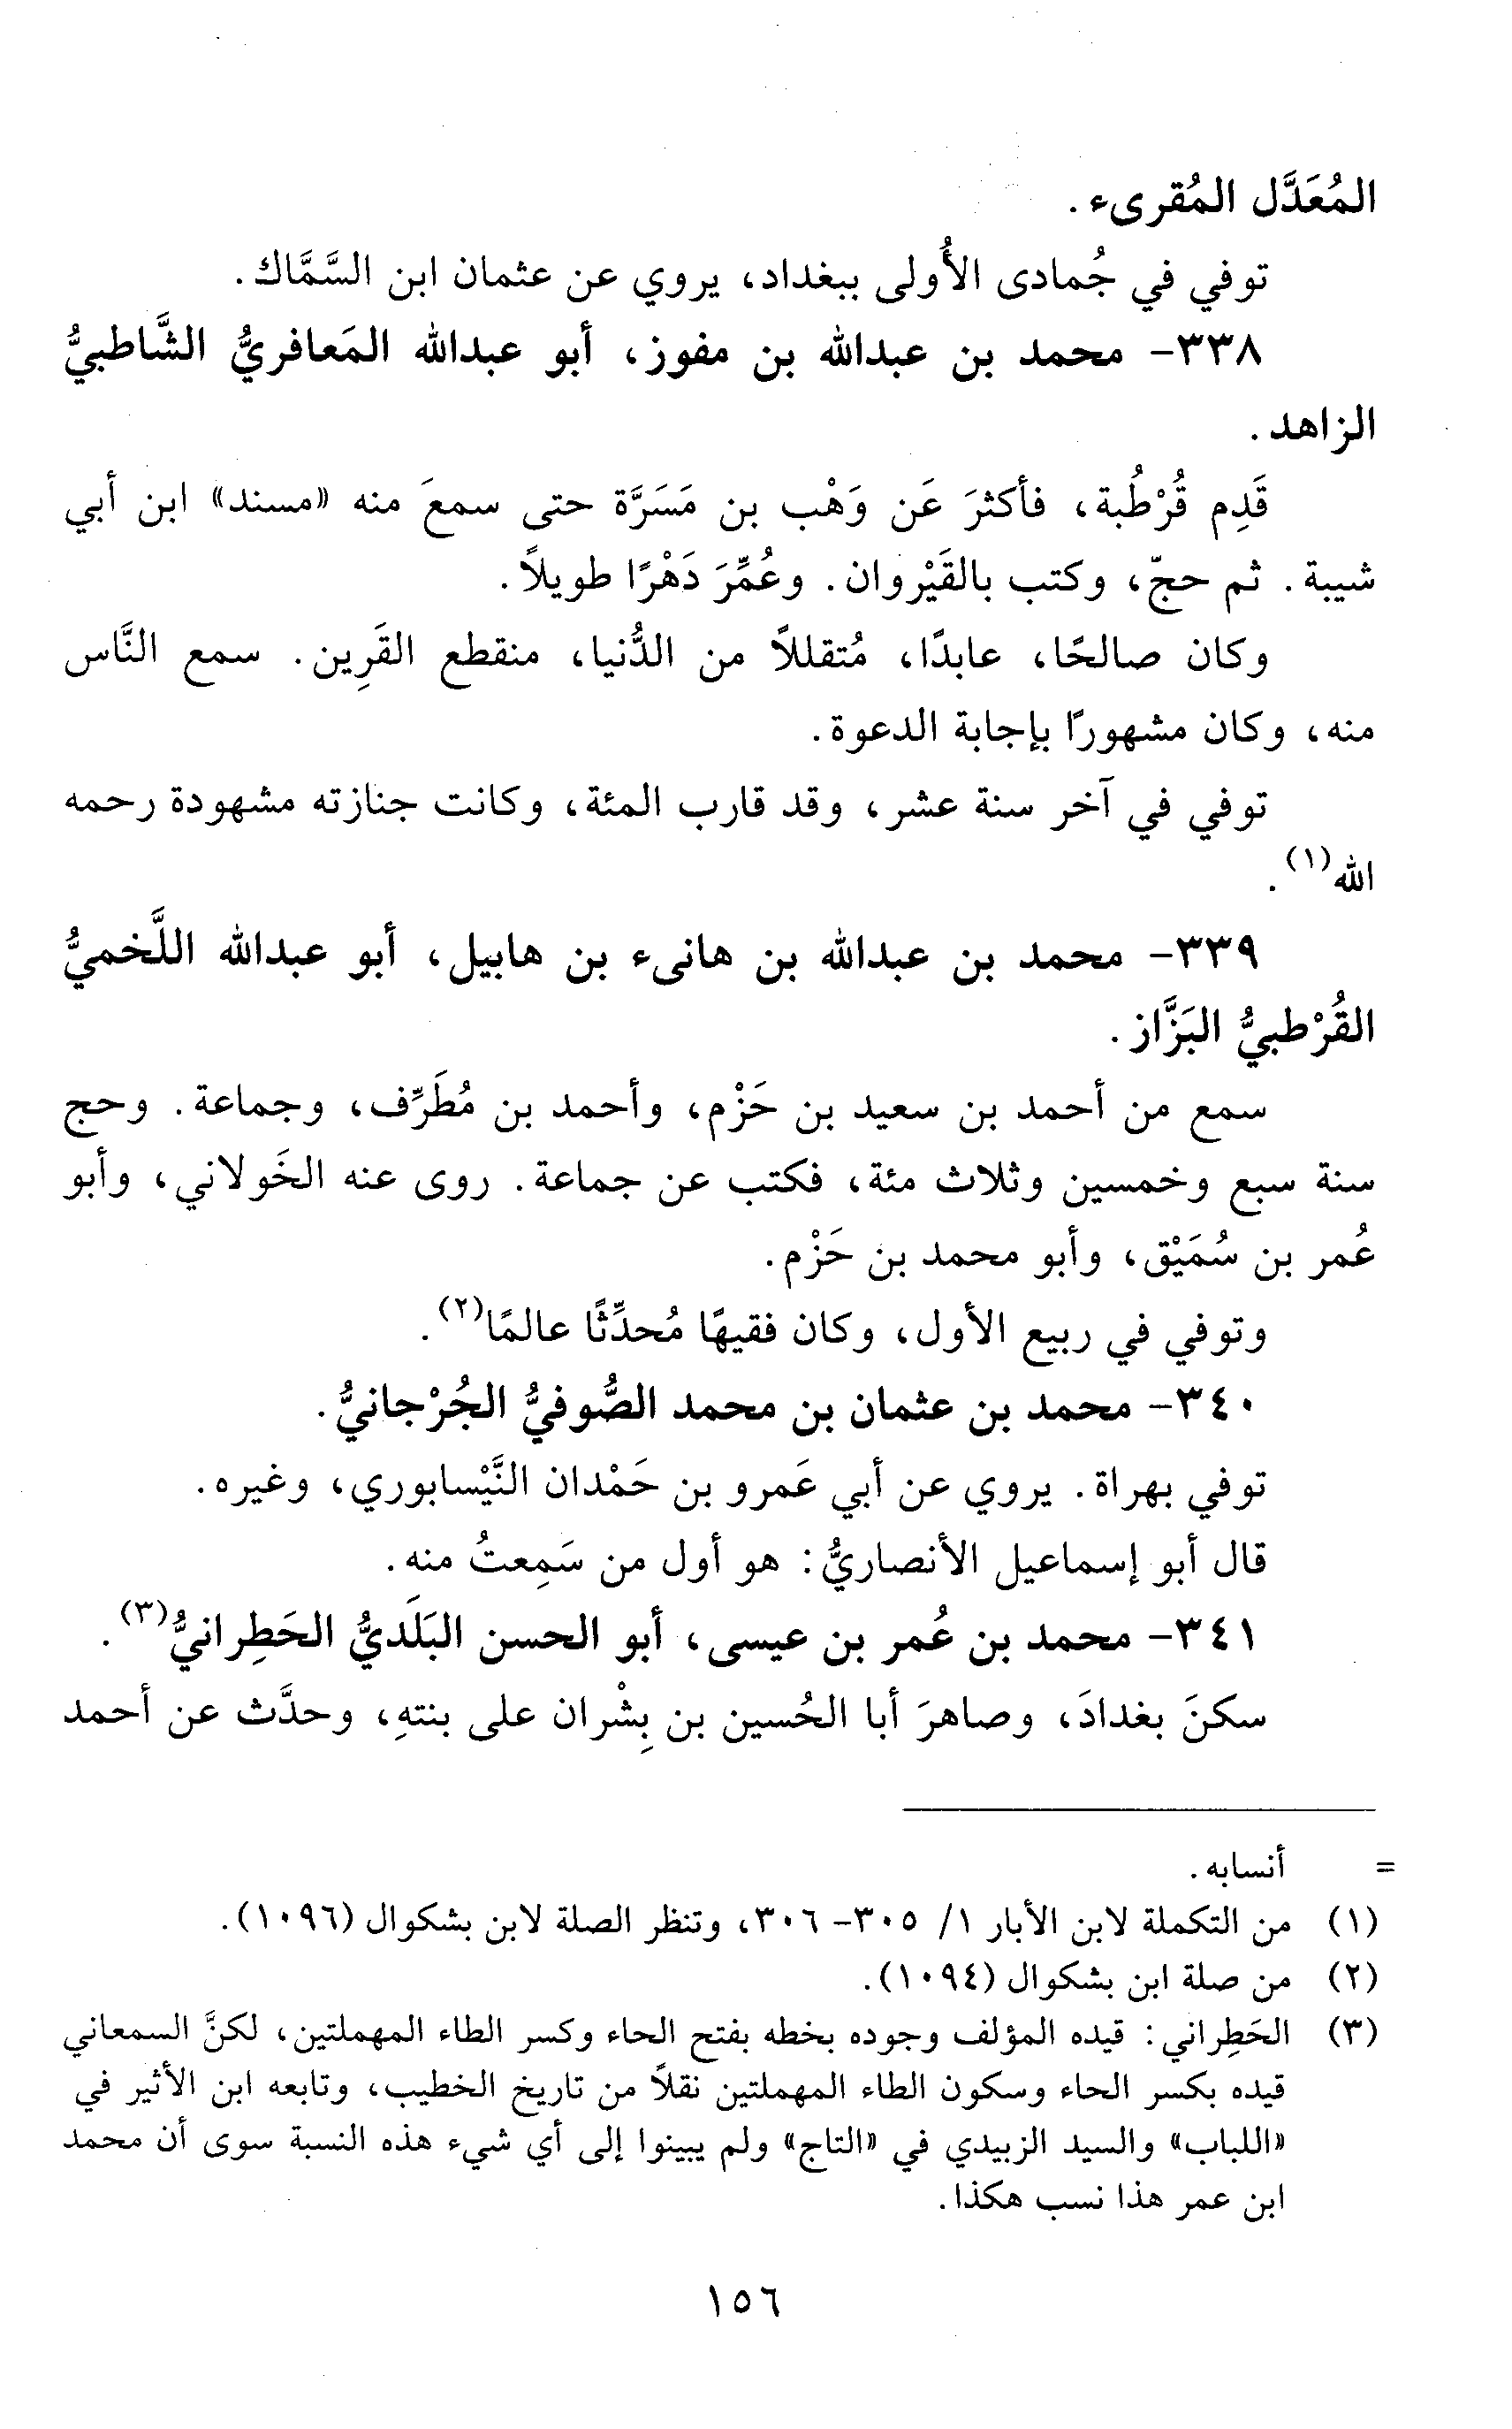 المُعَدَّل المُقرىء.
توفي في جُمادى الأُولى ببغداد، يروي عن عثمان ابن السَّمَّاك.
٣٣٨- محمد بن عبدالله بن مفوز، أبو عبدالله المَعافريُّ الشَّاطبيُّ
الزاهد.
قَدِم قُرْطُبة، فأكثرَ عَن وَهْب بن مَسَرَّة حتى سمعَ منه «مسند» ابن أبي
شيبة. ثم حجّ، وكتب بالقَيْروان. وعُمِّرَ دَهْرًا طويلاً.
وكان صالحًا، عابدًا، مُتقللاً من الدُّنيا، منقطع القَرِين. سمع النَّاس
منه، وكان مشهورًا بإجابة الدعوة.
توفي في آخر سنة عشر، وقد قارب المئة، وكانت جنازته مشهودة رحمه
الله(١).
٣٣٩- محمد بن عبدالله بن هانىء بن هابيل، أبو عبدالله اللَّخميُّ
القُرْطبيُّ البَزَّاز.
سمع من أحمد بن سعيد بن حَزْم، وأحمد بن مُطَرِّف، وجماعة. وحج
سنة سبع وخمسين وثلاث مئة، فكتب عن جماعة. روى عنه الخَولاني، وأبو
عُمر بن سُمَيْق، وأبو محمد بن حَزْم.
وتوفي في ربيع الأول، وكان فقيهًا مُحدِّثًا عالمًا(٢).
٣٤٠- محمد بن عثمان بن محمد الصُّوفيُّ الجُرْجانيُّ.
توفي بهراة. يروي عن أبي عَمرو بن حَمْدان النَّيْسابوري، وغيره.
قال أبو إسماعيل الأنصاريُّ: هو أول من سَمِعتُ منه.
٣٤١- محمد بن عُمر بن عيسى، أبو الحسن البَلَديُّ الحَطِرانيُّ(٣).
سكنَ بغدادَ، وصاهرَ أبا الحُسين بن بِشْران على بنتهِ، وحدَّث عن أحمد
= أنسابه.
(١) من التكملة لابن الأبار ١/ ٣٠٥- ٣٠٦، وتنظر الصلة لابن بشكوال (١٠٩٦).
(٢) من صلة ابن بشكوال (١٠٩٤).
(٣) الحَطِراني: قيده المؤلف وجوده بخطه بفتح الحاء وكسر الطاء المهملتين، لكنَّ السمعاني
قيده بكسر الحاء وسكون الطاء المهملتين نقلاً من تاريخ الخطيب، وتابعه ابن الأثير في
«اللباب» والسيد الزبيدي في «التاج» ولم يبينوا إلى أي شيء هذه النسبة سوى أن محمد
ابن عمر هذا نسب هكذا.
١٥٦